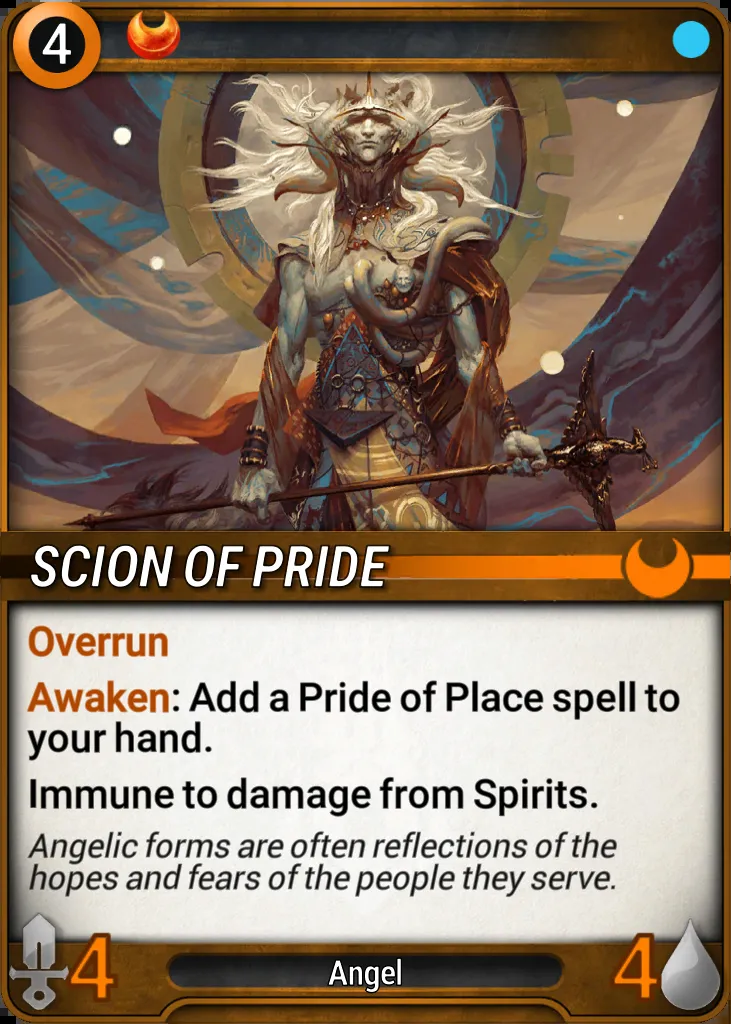 4
SCION OF PRIDE
Overrun
Awaken: Add a Pride of Place spell to
your hand.
Immune to damage from Spirits.
Angelic forms are often reflections of the
hopes and fears of the people they serve.
4
Angel
4